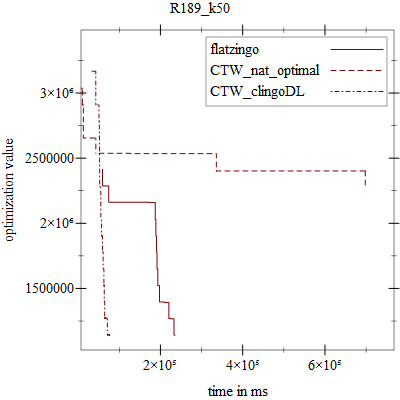 R189_k50
flatzingo
CTW_nat_optimal
CTW_clingoDL
3×10⁶
2500000
2×10⁶
1500000
optimization value
2×10⁵
4×10⁵
6×10⁵
time in ms